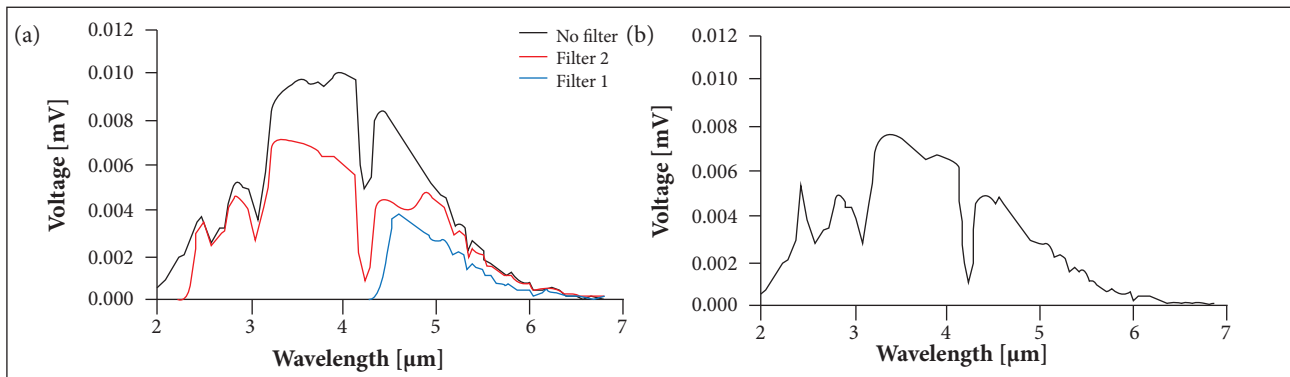 (a)
Voltage [mV]
0.012
0.010
0.008
0.006
0.004
0.002
0.000
2 3 4 5 6 7
Wavelength [µm]
No filter
Filter 2
Filter 1
(b)
Voltage [mV]
0.012
0.010
0.008
0.006
0.004
0.002
0.000
2 3 4 5 6 7
Wavelength [µm]